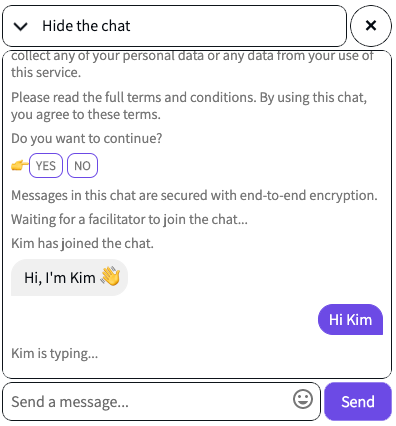 Hide the chat
collect any of your personal data or any data from your use of
this service.
Please read the full terms and conditions. By using this chat,
you agree to these terms.
Do you want to continue?
YES NO
Messages in this chat are secured with end-to-end encryption.
Waiting for a facilitator to join the chat...
Kim has joined the chat.
Hi, I'm Kim 👋
Hi Kim
Kim is typing...
Send a message... Send